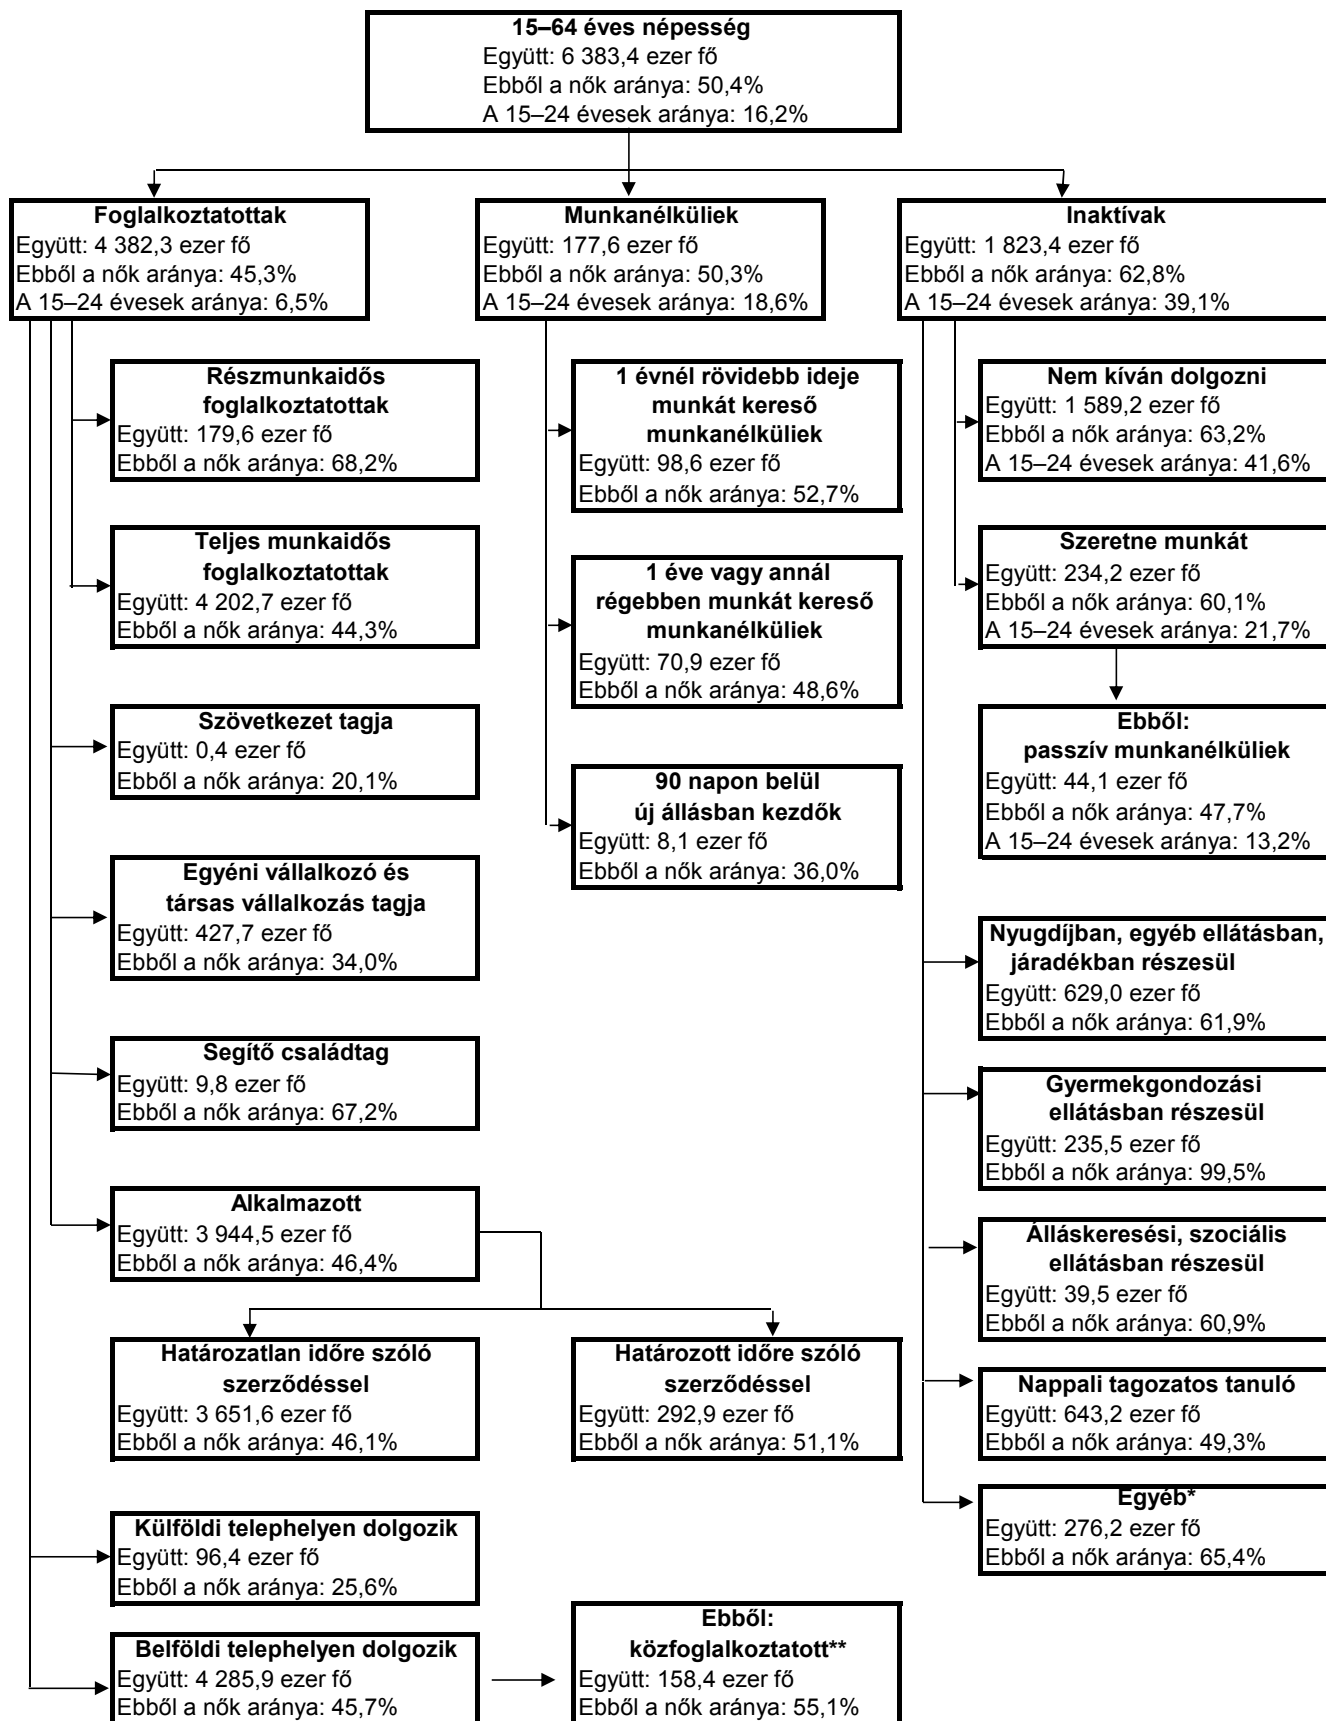 15–64 éves népesség
Együtt: 6 383,4 ezer fő
Ebből a nők aránya: 50,4%
A 15–24 évesek aránya: 16,2%
Foglalkoztatottak
Együtt: 4 382,3 ezer fő
Ebből a nők aránya: 45,3%
A 15–24 évesek aránya: 6,5%
Munkanélküliek
Együtt: 177,6 ezer fő
Ebből a nők aránya: 50,3%
A 15–24 évesek aránya: 18,6%
Inaktívak
Együtt: 1 823,4 ezer fő
Ebből a nők aránya: 62,8%
A 15–24 évesek aránya: 39,1%
Részmunkaidős
foglalkoztatottak
Együtt: 179,6 ezer fő
Ebből a nők aránya: 68,2%
Teljes munkaidős
foglalkoztatottak
Együtt: 4 202,7 ezer fő
Ebből a nők aránya: 44,3%
Szövetkezet tagja
Együtt: 0,4 ezer fő
Ebből a nők aránya: 20,1%
Egyéni vállalkozó és
társas vállalkozás tagja
Együtt: 427,7 ezer fő
Ebből a nők aránya: 34,0%
Segítő családtag
Együtt: 9,8 ezer fő
Ebből a nők aránya: 67,2%
Alkalmazott
Együtt: 3 944,5 ezer fő
Ebből a nők aránya: 46,4%
Határozatlan időre szóló
szerződéssel
Együtt: 3 651,6 ezer fő
Ebből a nők aránya: 46,1%
Határozott időre szóló
szerződéssel
Együtt: 292,9 ezer fő
Ebből a nők aránya: 51,1%
Külföldi telephelyen dolgozik
Együtt: 96,4 ezer fő
Ebből a nők aránya: 25,6%
Belföldi telephelyen dolgozik
Együtt: 4 285,9 ezer fő
Ebből a nők aránya: 45,7%
Ebből:
közfoglalkoztatott**
Együtt: 158,4 ezer fő
Ebből a nők aránya: 55,1%
1 évnél rövidebb ideje
munkát kereső
munkanélküliek
Együtt: 98,6 ezer fő
Ebből a nők aránya: 52,7%
1 éve vagy annál
régebben munkát kereső
munkanélküliek
Együtt: 70,9 ezer fő
Ebből a nők aránya: 48,6%
90 napon belül
új állásban kezdők
Együtt: 8,1 ezer fő
Ebből a nők aránya: 36,0%
Nem kíván dolgozni
Együtt: 1 589,2 ezer fő
Ebből a nők aránya: 63,2%
A 15–24 évesek aránya: 41,6%
Szeretne munkát
Együtt: 234,2 ezer fő
Ebből a nők aránya: 60,1%
A 15–24 évesek aránya: 21,7%
Ebből:
passzív munkanélküliek
Együtt: 44,1 ezer fő
Ebből a nők aránya: 47,7%
A 15–24 évesek aránya: 13,2%
Nyugdíjban, egyéb ellátásban,
járadékban részesül
Együtt: 629,0 ezer fő
Ebből a nők aránya: 61,9%
Gyermekgondozási
ellátásban részesül
Együtt: 235,5 ezer fő
Ebből a nők aránya: 99,5%
Álláskeresési, szociális
ellátásban részesül
Együtt: 39,5 ezer fő
Ebből a nők aránya: 60,9%
Nappali tagozatos tanuló
Együtt: 643,2 ezer fő
Ebből a nők aránya: 49,3%
Egyéb*
Együtt: 276,2 ezer fő
Ebből a nők aránya: 65,4%